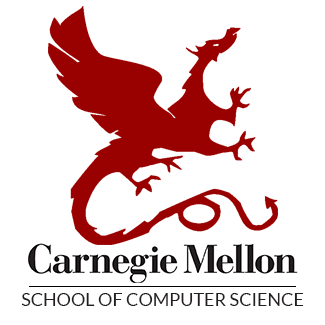 Carnegie Mellon
SCHOOL OF COMPUTER SCIENCE